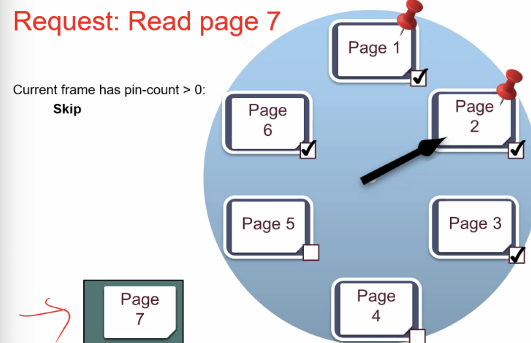 Request: Read page 7
Current frame has pin-count > 0:
Skip
Page 1
Page
2
Page 3
Page
4
Page 5
Page
6
Page
7